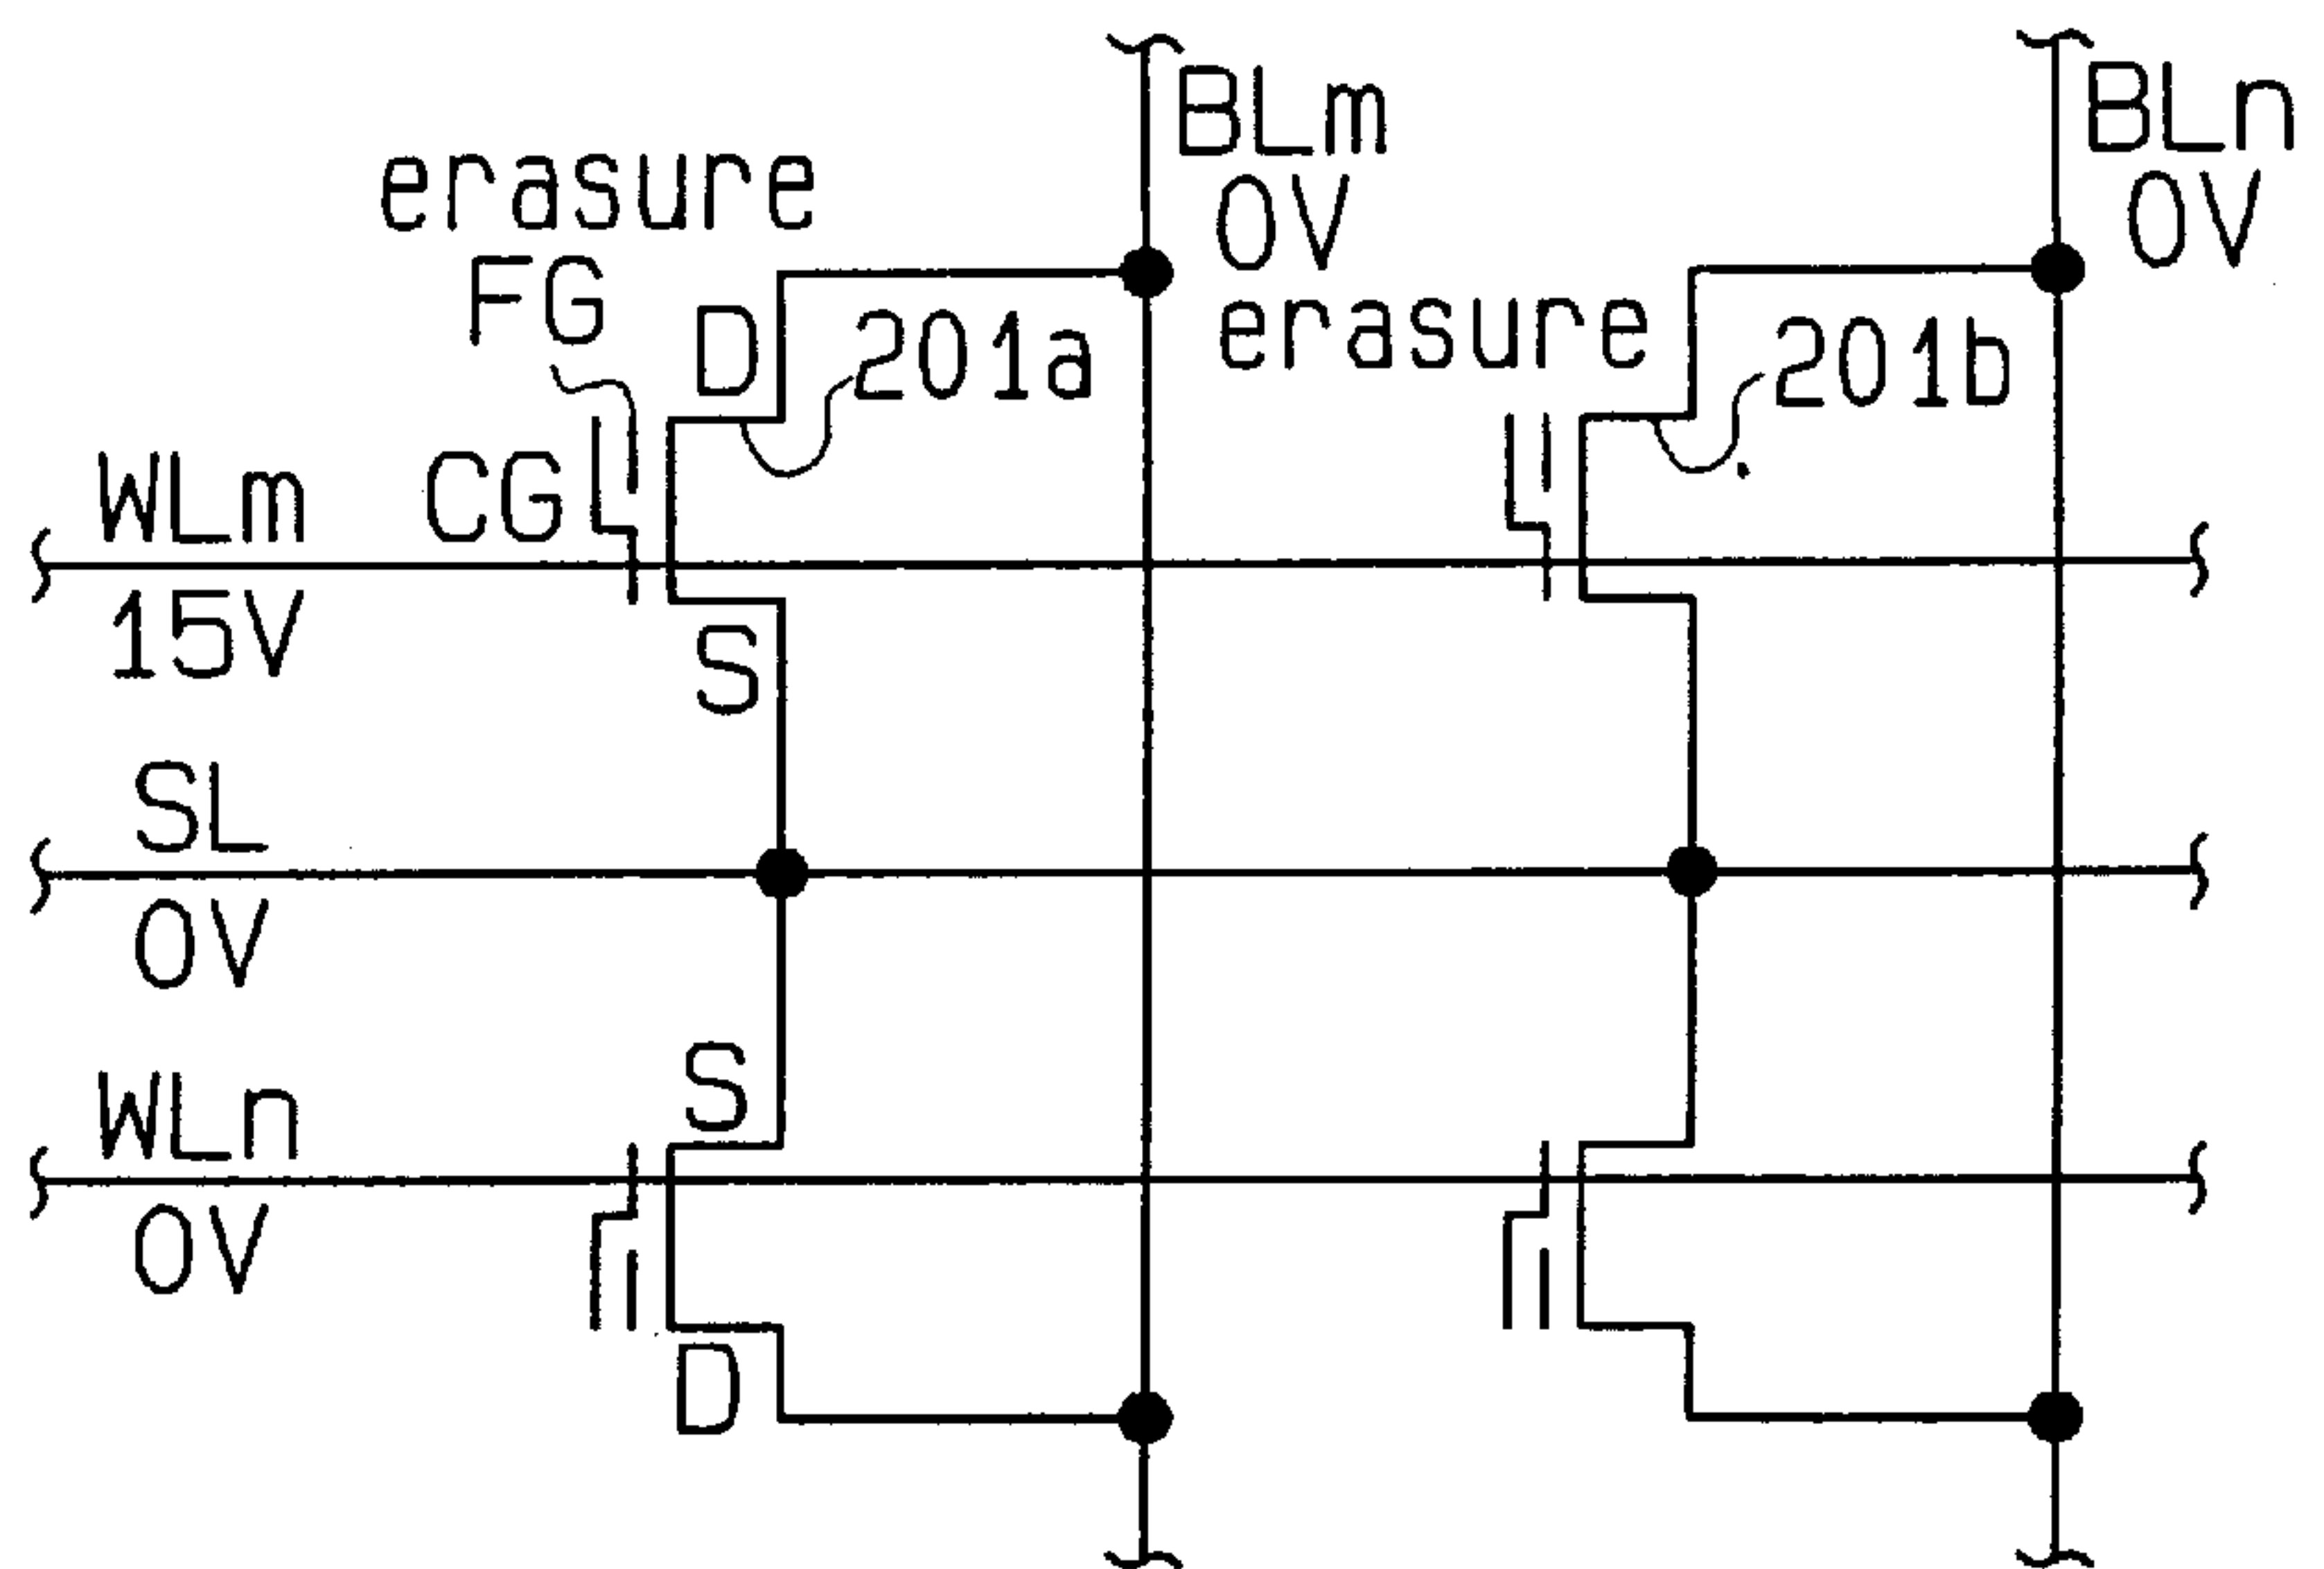 BLm
0V
BLn
0V
erasure
FG
D
201a
erasure
201b
WLm
CG
15V
S
SL
0V
S
WLn
0V
D